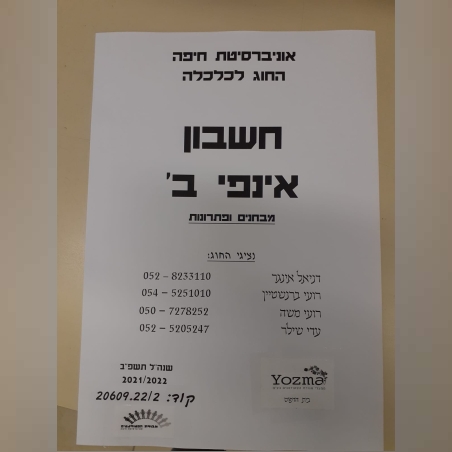 אוניברסיטת חיפה
החוג לכלכלה
חשבון
אינפי ב'
מבחנים ופתרונות
נציגי החוג:
דניאל אינגר 052 - 8233110
רועי ברנשטיין 054 - 5251010
רועי משה 050 - 7278252
עדי שילר 052 - 5205247
שנה"ל תשפ"ב
2021/2022
קוד: 20609.22/2
Yozma